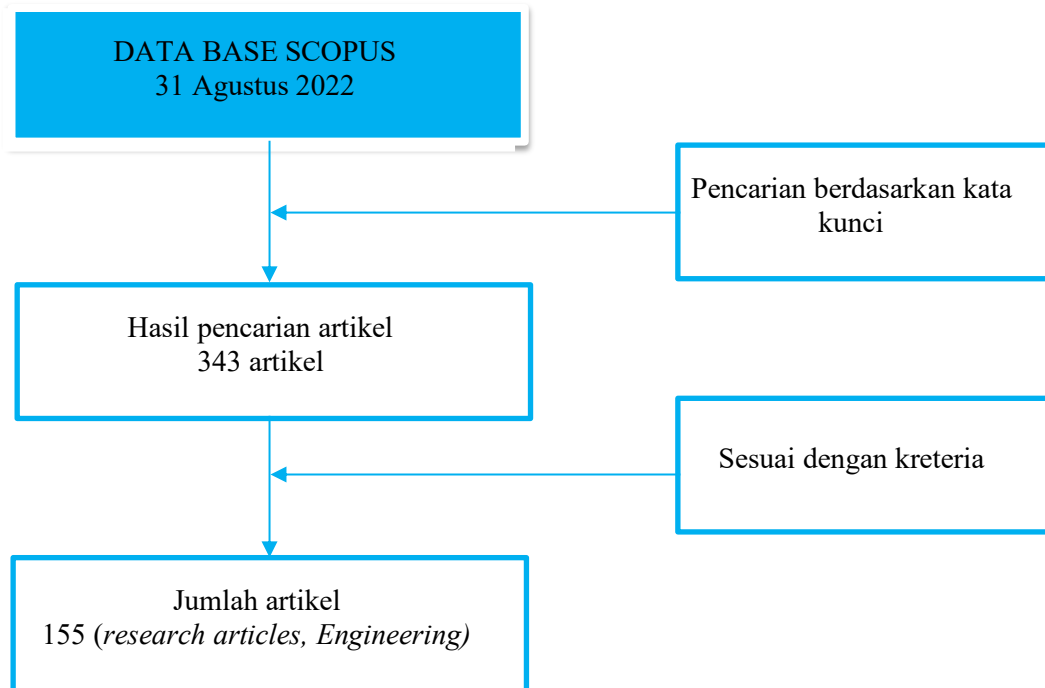 DATA BASE SCOPUS
31 Agustus 2022
Pencarian berdasarkan kata
kunci
Hasil pencarian artikel
343 artikel
Sesuai dengan kreteria
Jumlah artikel
155 (research articles, Engineering)